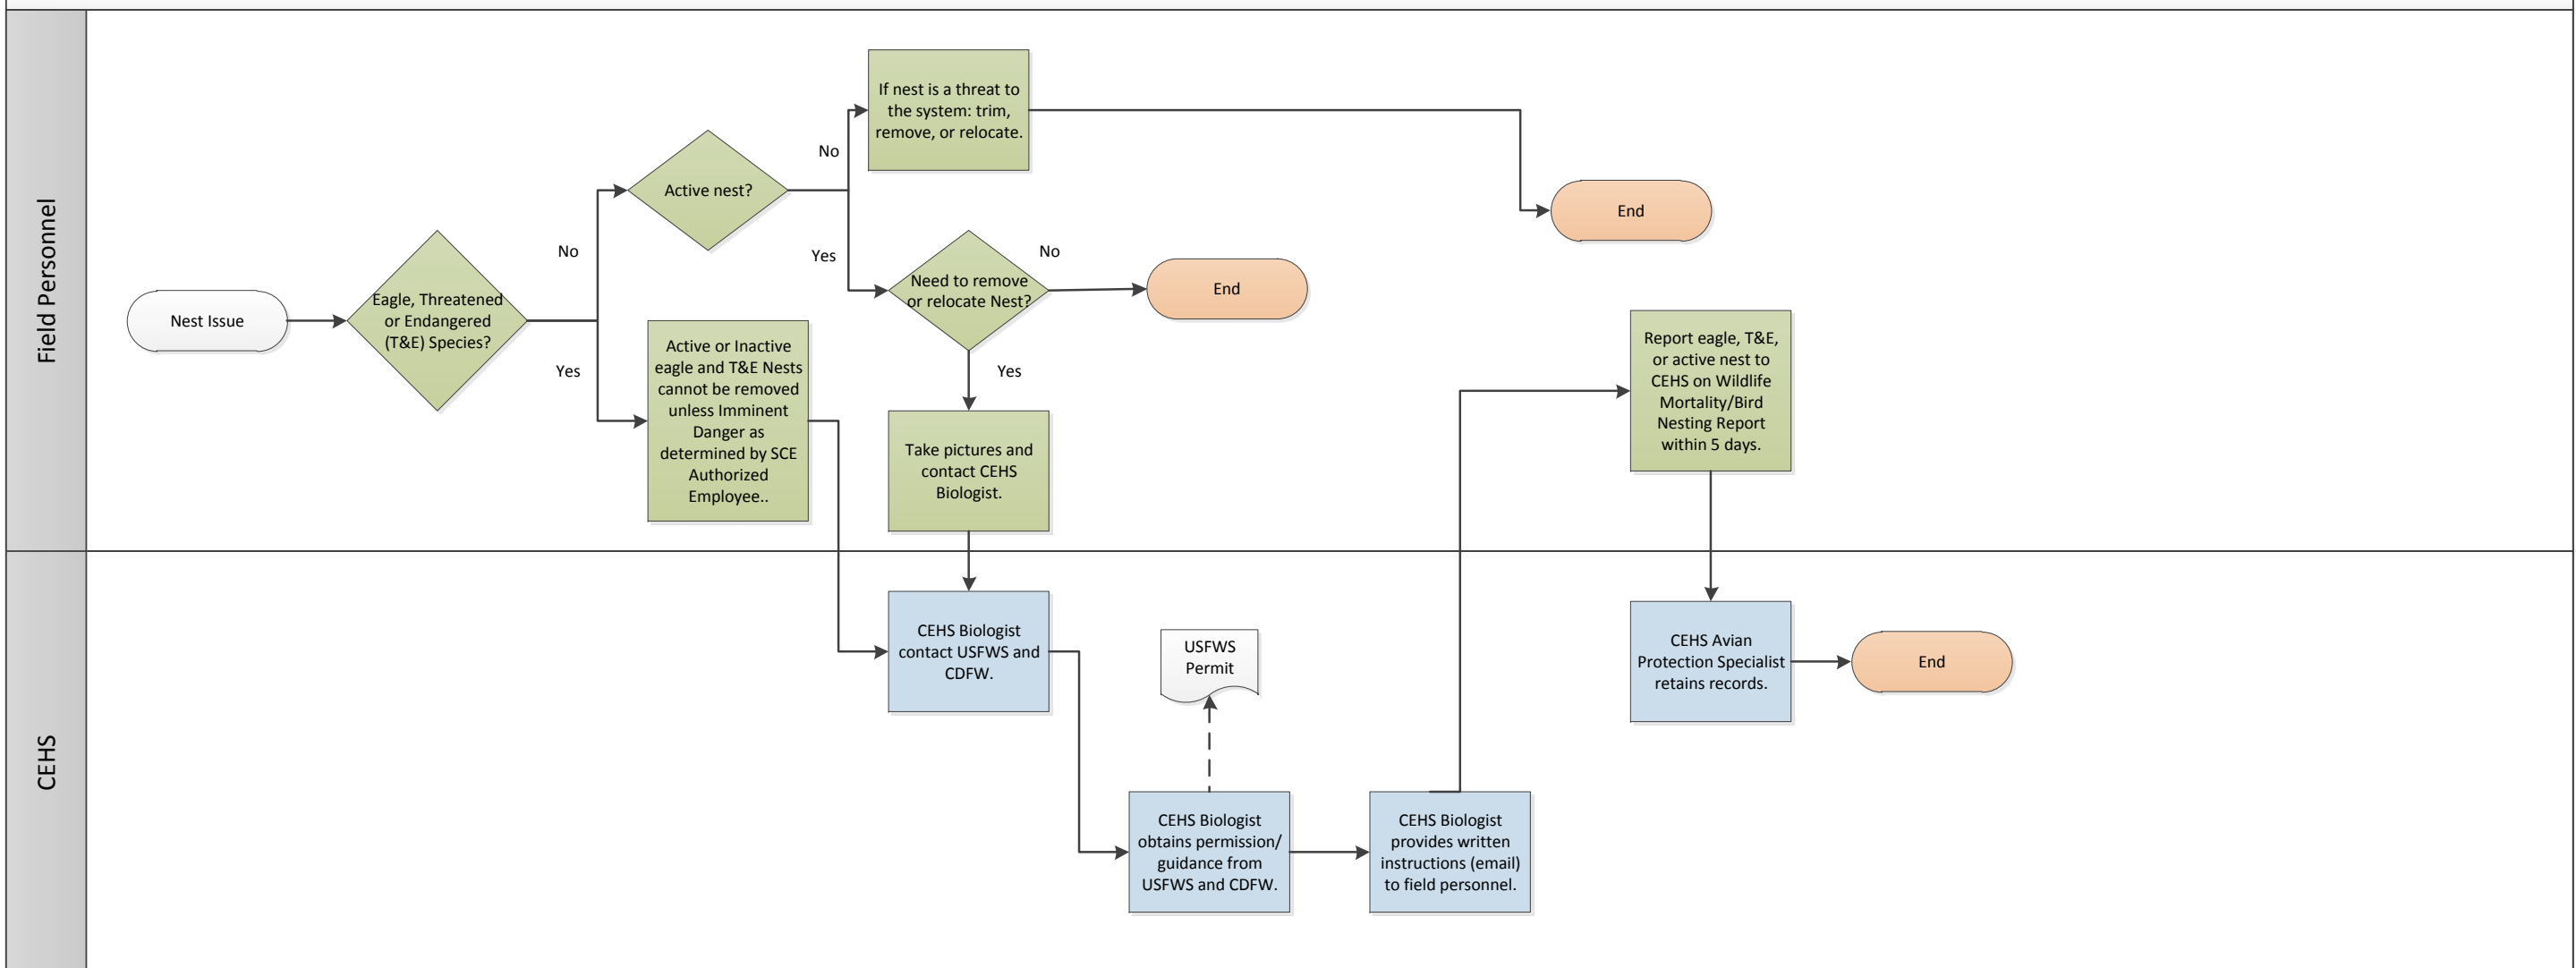 Field Personnel
Nest Issue
Eagle, Threatened
or Endangered
(T&E) Species?
No
Yes
Active nest?
No
Yes
If nest is a threat to
the system: trim,
remove, or relocate.
End
Need to remove
or relocate Nest?
No
End
Yes
Active or Inactive
eagle and T&E Nests
cannot be removed
unless Imminent
Danger as
determined by SCE
Authorized
Employee..
Take pictures and
contact CEHS
Biologist.
Report eagle, T&E,
or active nest to
CEHS on Wildlife
Mortality/Bird
Nesting Report
within 5 days.
CEHS
CEHS Biologist
contact USFWS and
CDFW.
USFWS
Permit
CEHS Biologist
obtains permission/
guidance from
USFWS and CDFW.
CEHS Biologist
provides written
instructions (email)
to field personnel.
CEHS Avian
Protection Specialist
retains records.
End